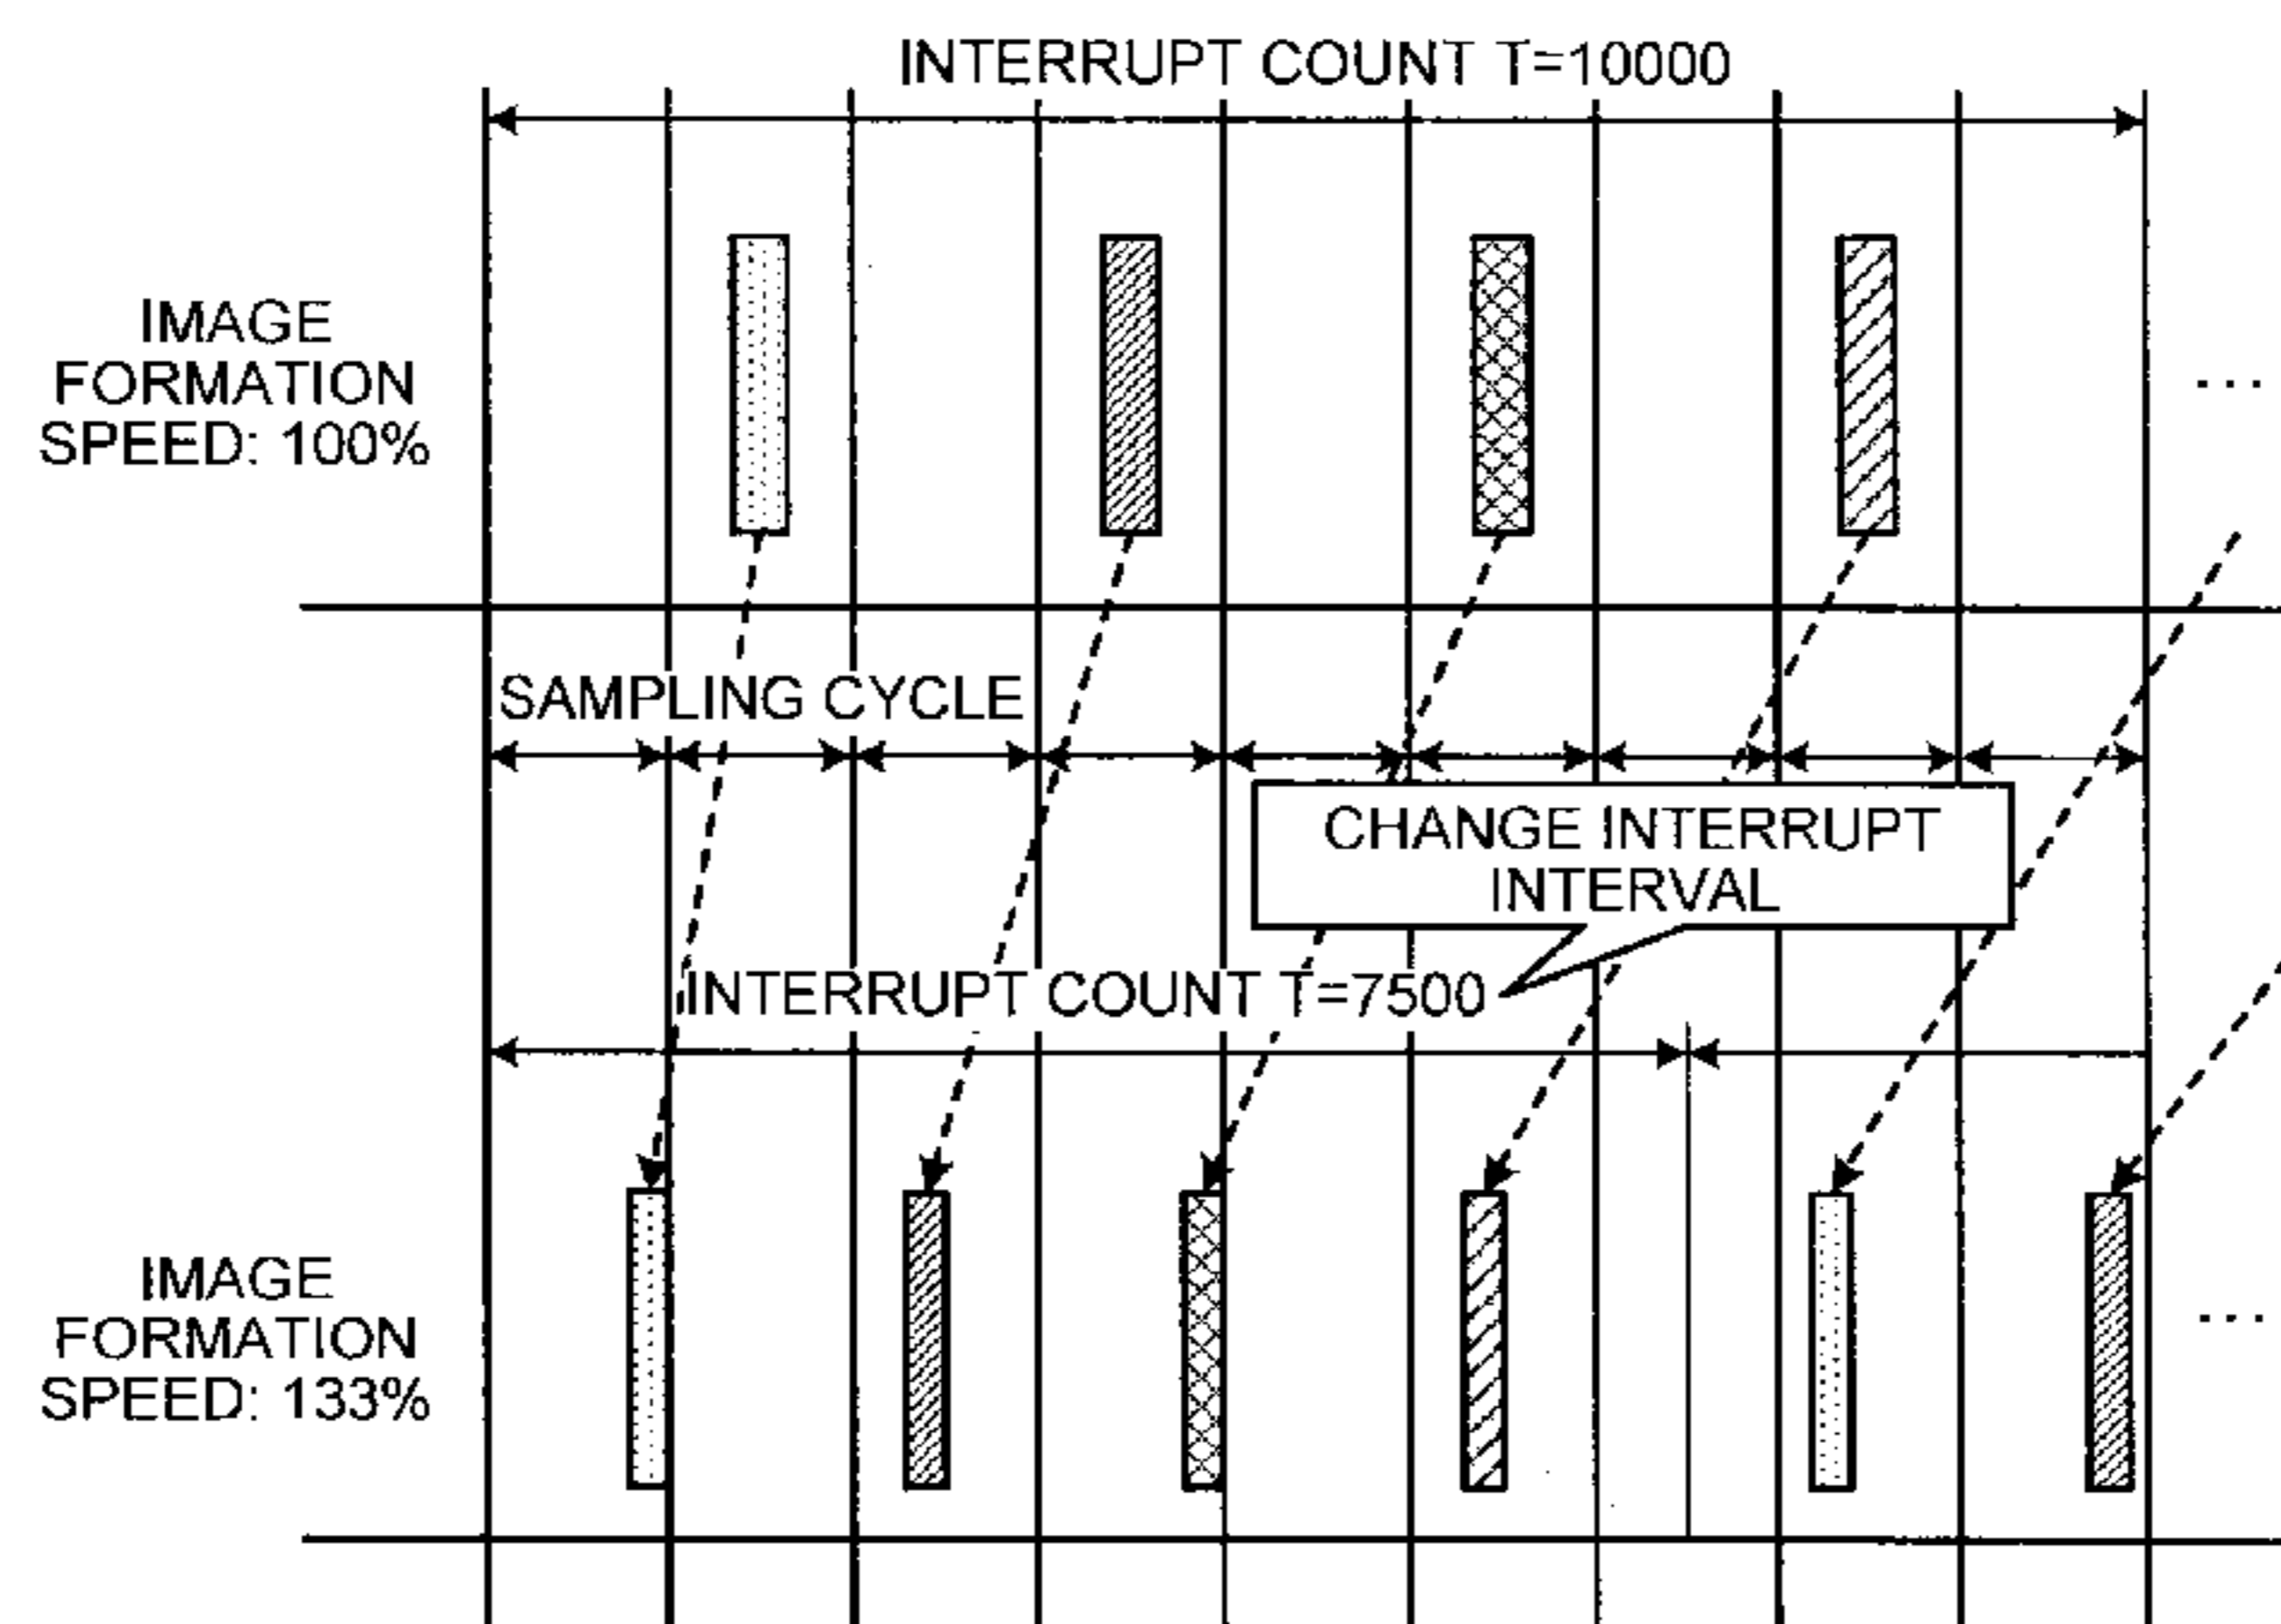 INTERRUPT COUNT T=10000
IMAGE
FORMATION
SPEED: 100%
...
SAMPLING CYCLE
CHANGE INTERRUPT
INTERVAL
INTERRUPT COUNT T=7500
IMAGE
FORMATION
SPEED: 133%
...